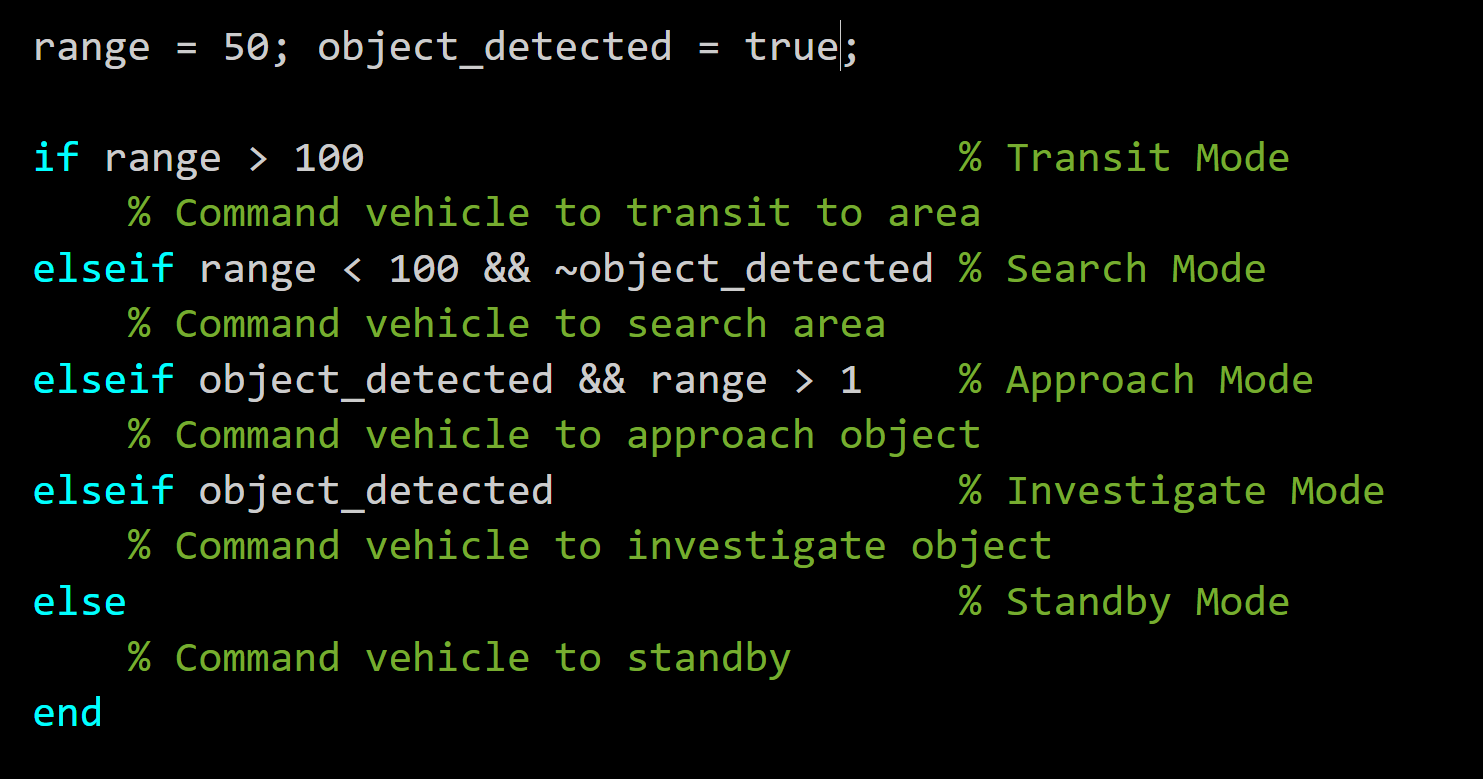 range = 50; object_detected = true;
if range > 100                          % Transit Mode
    % Command vehicle to transit to area
elseif range < 100 && ~object_detected % Search Mode
    % Command vehicle to search area
elseif object_detected && range > 1    % Approach Mode
    % Command vehicle to approach object
elseif object_detected                 % Investigate Mode
    % Command vehicle to investigate object
else                                   % Standby Mode
    % Command vehicle to standby
end